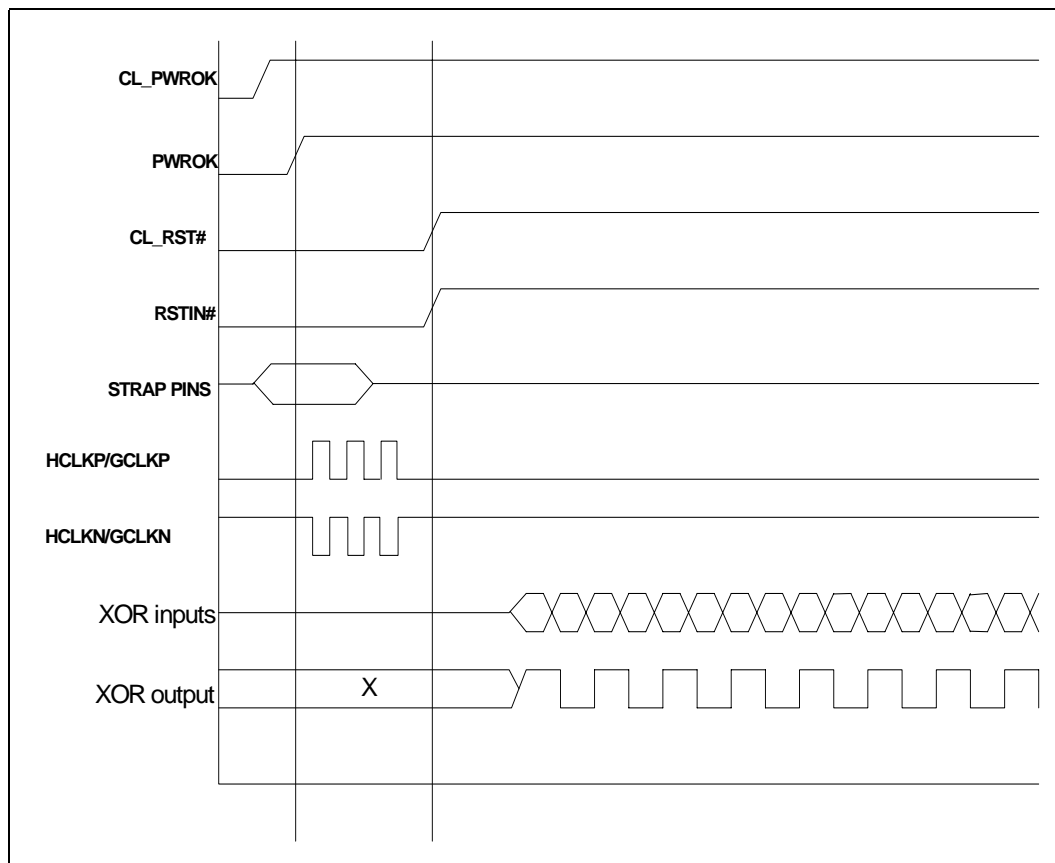 CL_PWROK
PWROK
CL_RST#
RSTIN#
STRAP PINS
HCLKP/GCLKP
HCLKN/GCLKN
XOR inputs
XOR output
X